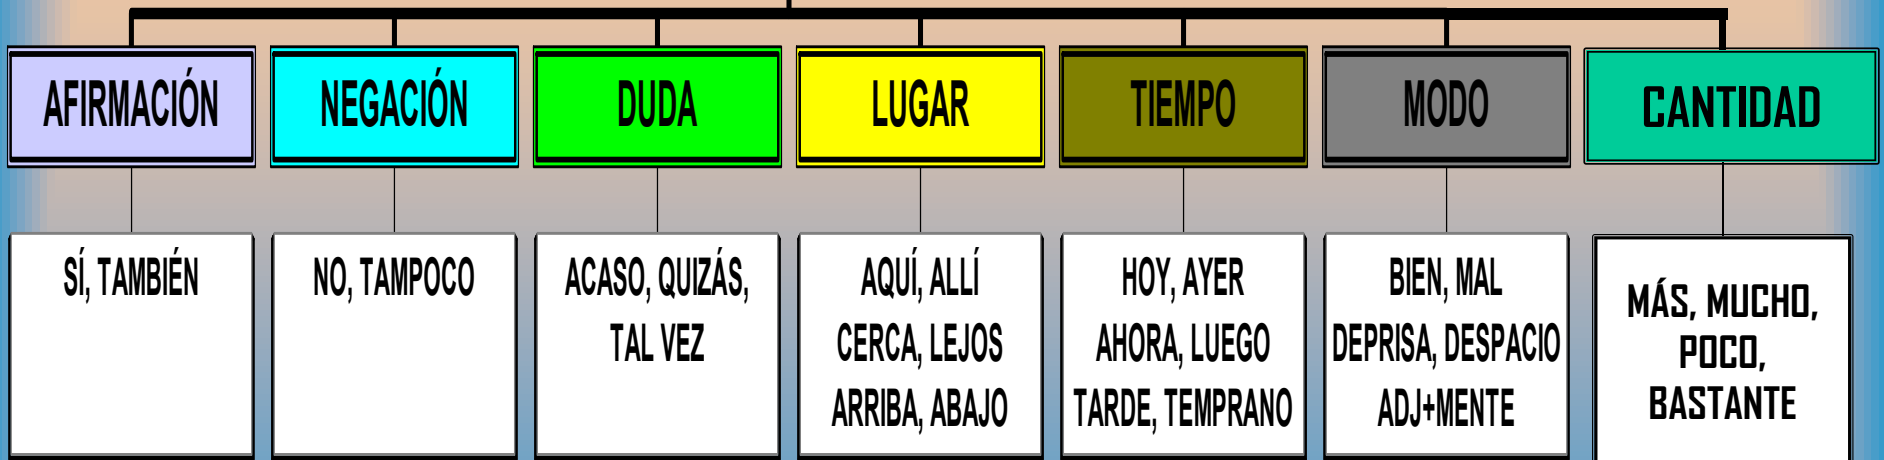 AFIRMACIÓN
NEGACIÓN
DUDA
LUGAR
TIEMPO
MODO
CANTIDAD
SÍ, TAMBIÉN
NO, TAMPOCO
ACASO, QUIZÁS,
TAL VEZ
AQUÍ, ALLÍ
CERCA, LEJOS
ARRIBA, ABAJO
HOY, AYER
AHORA, LUEGO
TARDE, TEMPRANO
BIEN, MAL
DEPRISA, DESPACIO
ADJ+MENTE
MÁS, MUCHO,
POCO,
BASTANTE